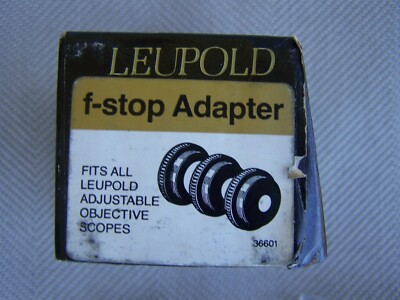 LEUPOLD
f-stop Adapter
FITS ALL
LEUPOLD
ADJUSTABLE
OBJECTIVE
SCOPES
36601